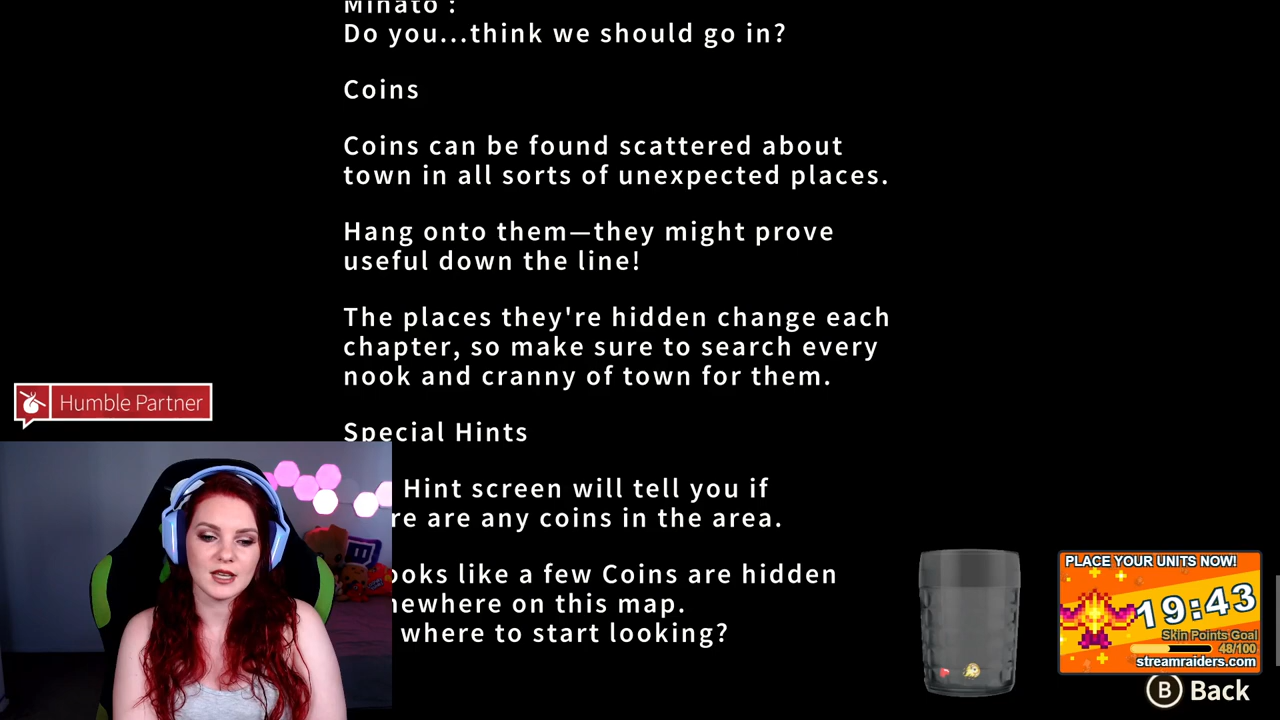 Minato :
Do you...think we should go in?
Coins
Coins can be found scattered about
town in all sorts of unexpected places.
Hang onto them—they might prove
useful down the line!
The places they're hidden change each
chapter, so make sure to search every
nook and cranny of town for them.
Special Hints
Hint screen will tell you if
re are any coins in the area.
ooks like a few Coins are hidden
newhere on this map.
where to start looking?
Humble Partner
PLACE YOUR UNITS NOW!
19:43
Skin Points Goal
48/100
streamraiders.com
B Back